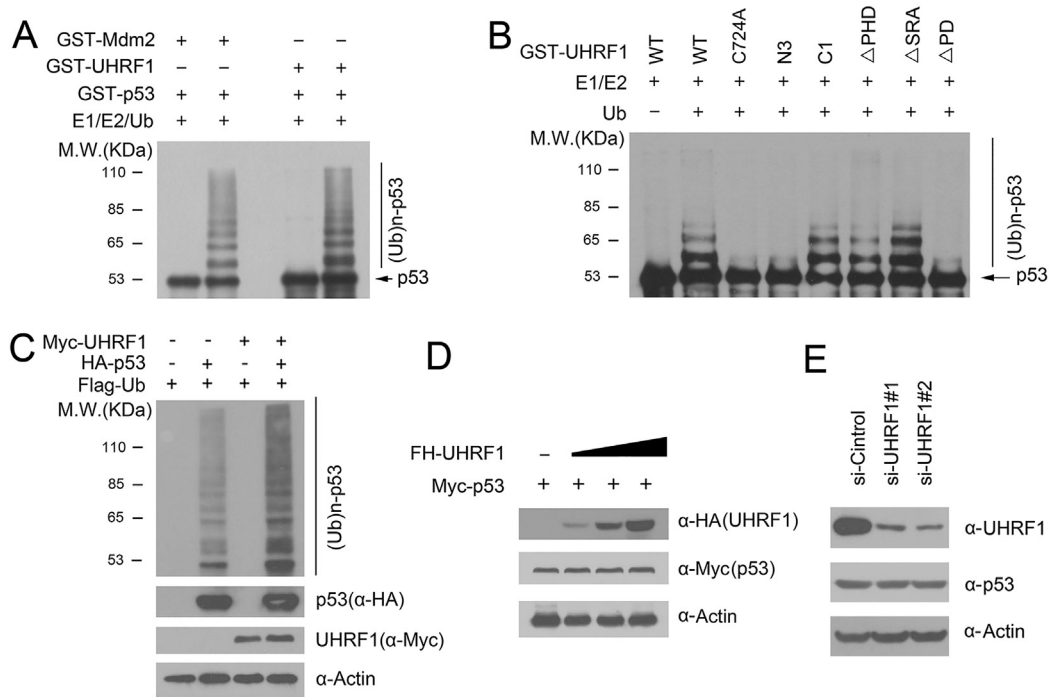 A
GST-Mdm2 + + − −
GST-UHRF1 − − + +
GST-p53 + + + +
E1/E2/Ub + + + +
M.W.(KDa)
110
85
65
53
(Ub)n-p53
p53
B
GST-UHRF1 WT WT C724A N3 C1 △PHD △SRA △PD
E1/E2 + + + + + + + +
Ub − + + + + + + +
M.W.(KDa)
110
85
65
53
(Ub)n-p53
p53
C
Myc-UHRF1 - - + +
HA-p53 - + - +
Flag-Ub + + + +
M.W.(KDa)
110
85
65
53
(Ub)n-p53
p53(α-HA)
UHRF1(α-Myc)
α-Actin
D
FH-UHRF1 −
Myc-p53 + + + +
α-HA(UHRF1)
α-Myc(p53)
α-Actin
E
si-Cintrol si-UHRF1#1 si-UHRF1#2
α-UHRF1
α-p53
α-Actin